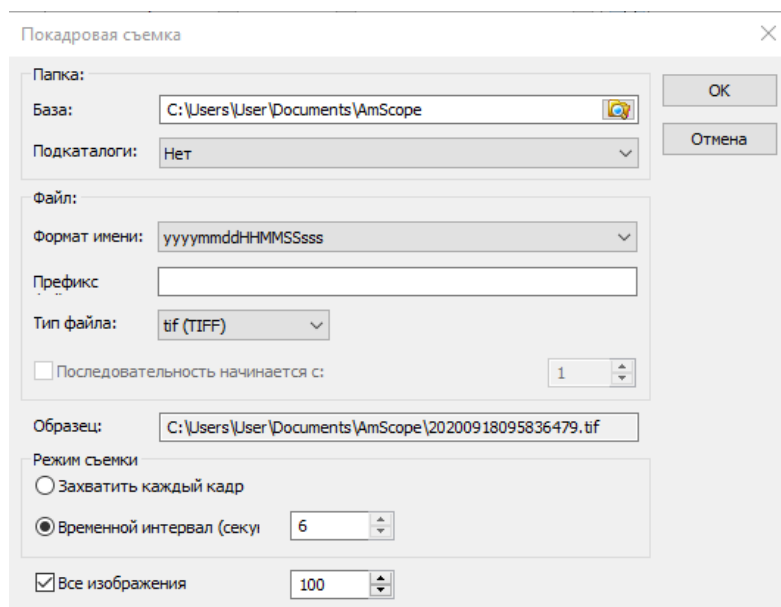 Покадровая съемка
Папка:
База: C:\Users\User\Documents\AmScope
OK
Подкаталоги: Нет
Отмена
Файл:
Формат имени: yyyymmddHHMMSSsss
Префикс
Тип файла: tif (TIFF)
Последовательность начинается с: 1
Образец: C:\Users\User\Documents\AmScope\20200918095836479.tif
Режим съемки
Захватить каждый кадр
Временной интервал (секу 6
Все изображения 100